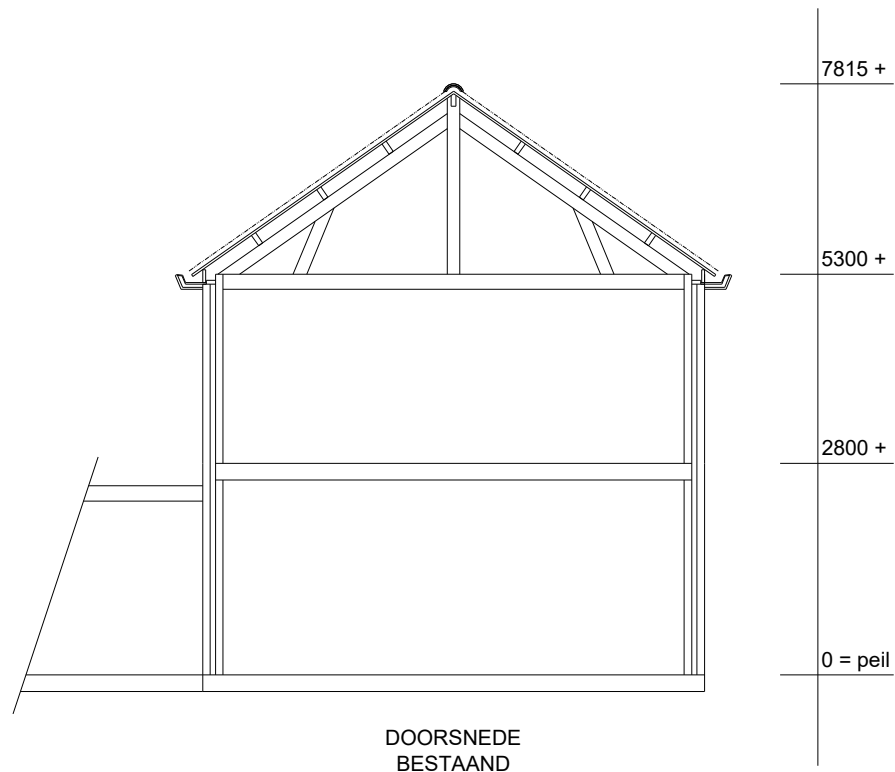 7815 +
5300 +
2800 +
0 = peil
DOORSNEDE
BESTAAND